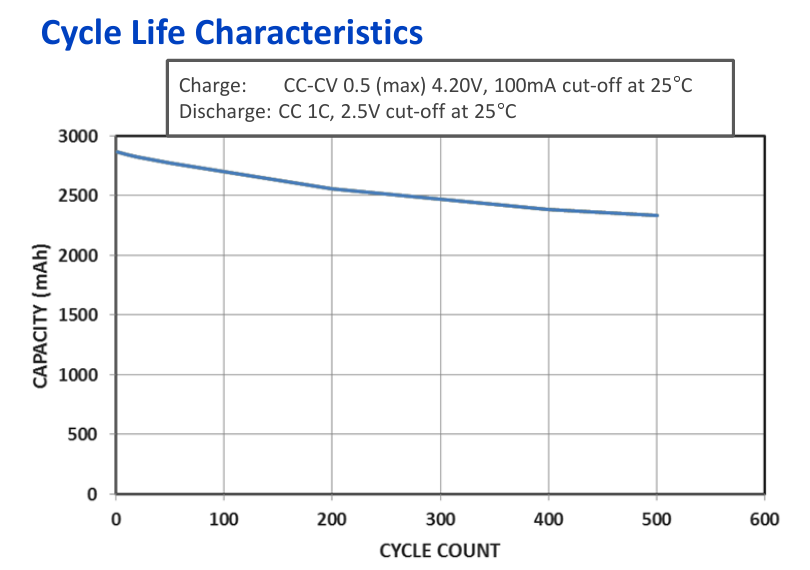 Cycle Life Characteristics
Charge: CC-CV 0.5 (max) 4.20V, 100mA cut-off at 25°C
Discharge: CC 1C, 2.5V cut-off at 25°C
3000
2500
2000
1500
1000
500
0
CAPACITY (mAh)
0 100 200 300 400 500 600
CYCLE COUNT